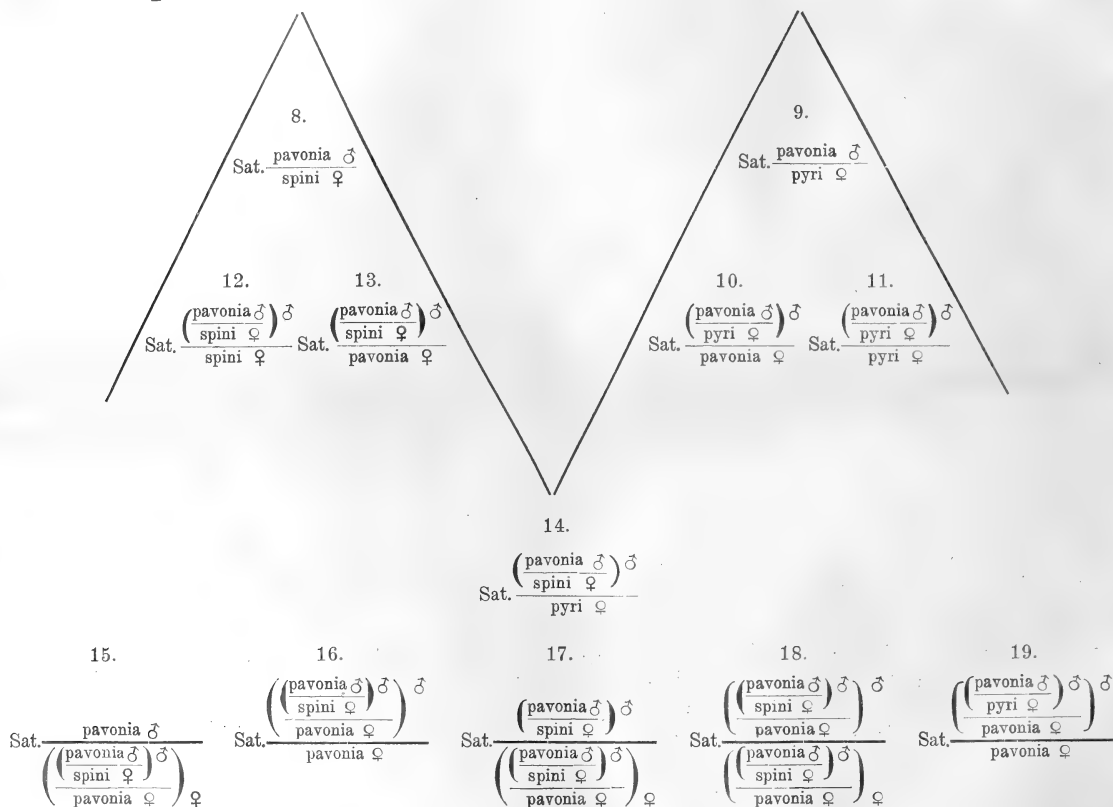 8.
Sat. pavonia ♂
spini ♀
9.
Sat. pavonia ♂
pyri ♀
12.
Sat. (pavonia ♂
spini ♀) ♂
spini ♀
13.
Sat. (pavonia ♂
spini ♀) ♂
pavonia ♀
10.
Sat. (pavonia ♂
pyri ♀) ♂
pavonia ♀
11.
Sat. (pavonia ♂
pyri ♀) ♂
pyri ♀
14.
Sat. (pavonia ♂
spini ♀) ♂
pyri ♀
15.
Sat. pavonia ♂
((pavonia ♂
spini ♀) ♂
pavonia ♀) ♀
16.
Sat. ((pavonia ♂
spini ♀) ♂
pavonia ♀) ♂
pavonia ♀
17.
Sat. (pavonia ♂
spini ♀) ♂
((pavonia ♂
spini ♀) ♂
pavonia ♀) ♀
18.
Sat. ((pavonia ♂
spini ♀) ♂
pavonia ♀) ♂
((pavonia ♂
spini ♀) ♂
pavonia ♀) ♀
19.
Sat. ((pavonia ♂
pyri ♀) ♂
pavonia ♀) ♂
pavonia ♀